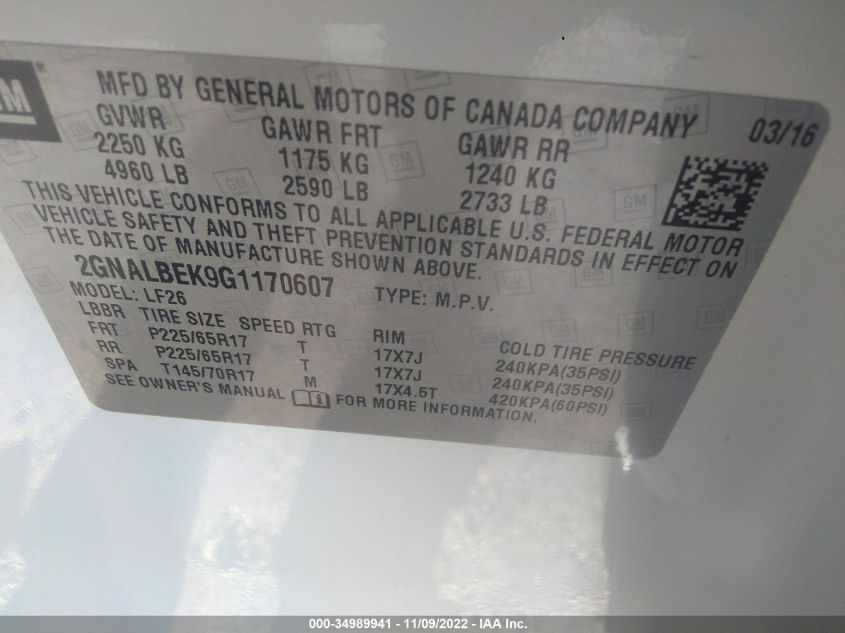 GM
MFD BY GENERAL MOTORS OF CANADA COMPANY 03/16
GVWR GAWR FRT GAWR RR
2250 KG 1175 KG 1240 KG
4960 LB 2590 LB 2733 LB
THIS VEHICLE CONFORMS TO ALL APPLICABLE U.S. FEDERAL MOTOR
VEHICLE SAFETY AND THEFT PREVENTION STANDARDS IN EFFECT ON
THE DATE OF MANUFACTURE SHOWN ABOVE.
2GNALBEK9G1170607 TYPE: M.P.V.
MODEL: LF26
LBBR TIRE SIZE SPEED RTG RIM COLD TIRE PRESSURE
FRT P225/65R17 T 17X7J 240KPA(35PSI)
RR P225/65R17 T 17X7J 240KPA(35PSI)
SPA T145/70R17 M 17X4.5T 420KPA(60PSI)
SEE OWNER'S MANUAL i FOR MORE INFORMATION.
000-34989941 - 11/09/2022 - IAA Inc.